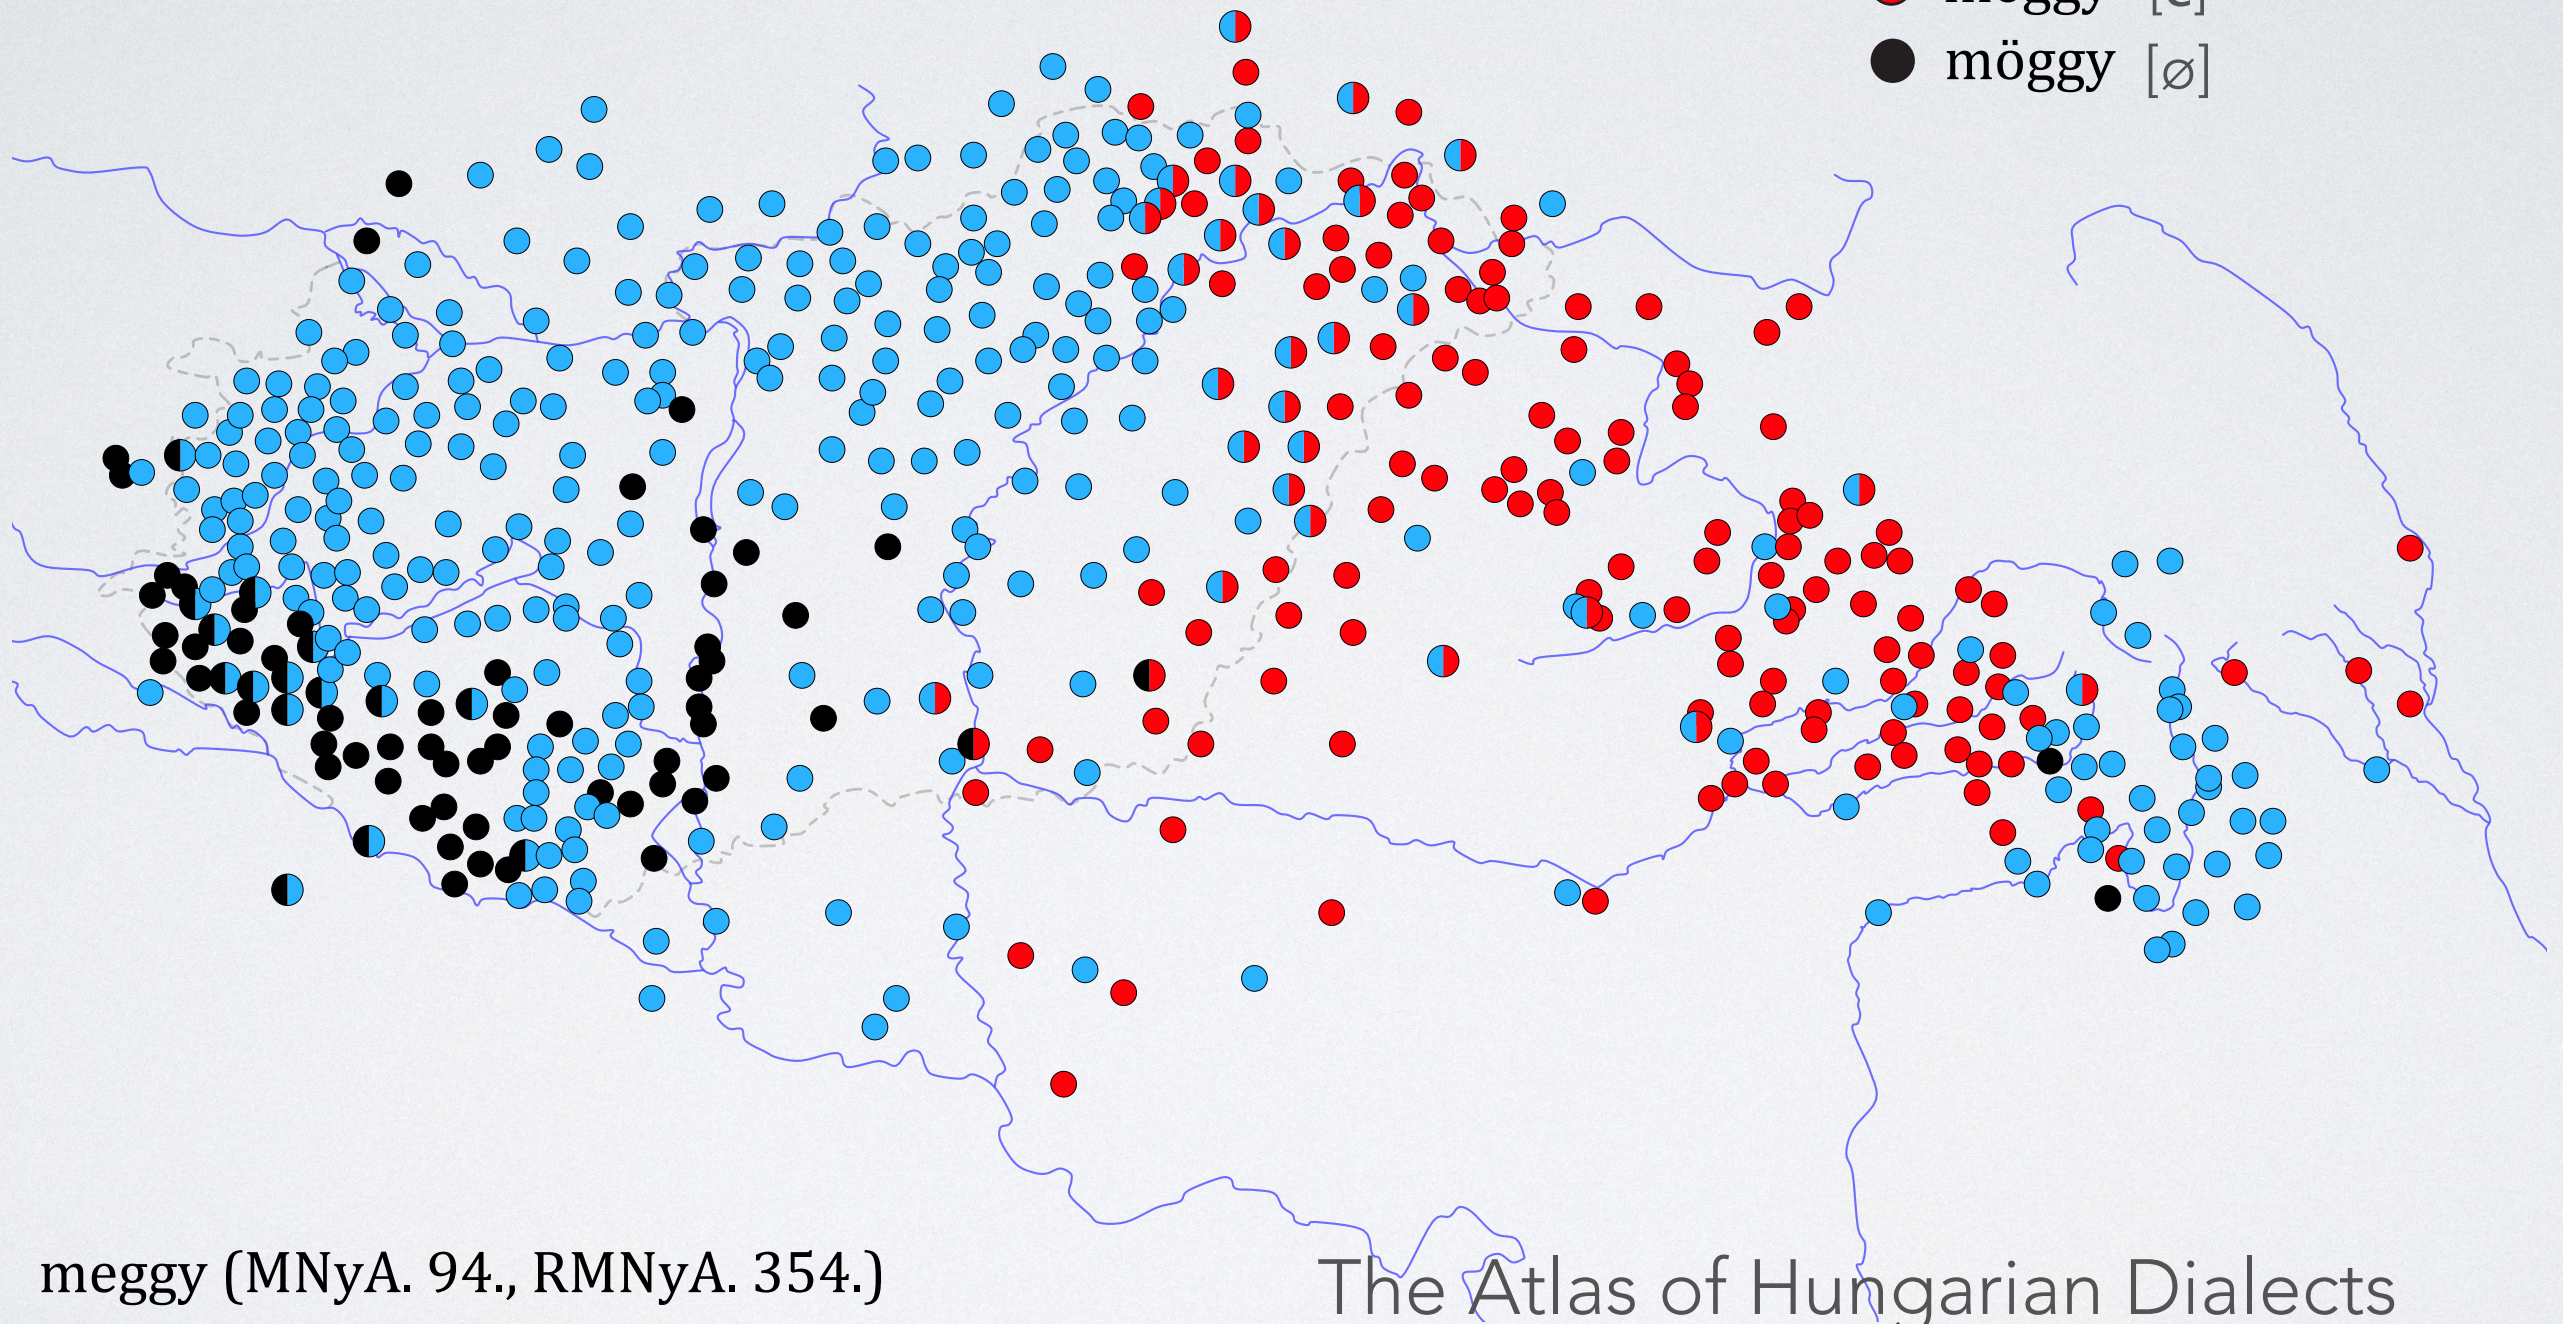 möggy [ø]
meggy (MNyA. 94., RMNyA. 354.)
The Atlas of Hungarian Dialects